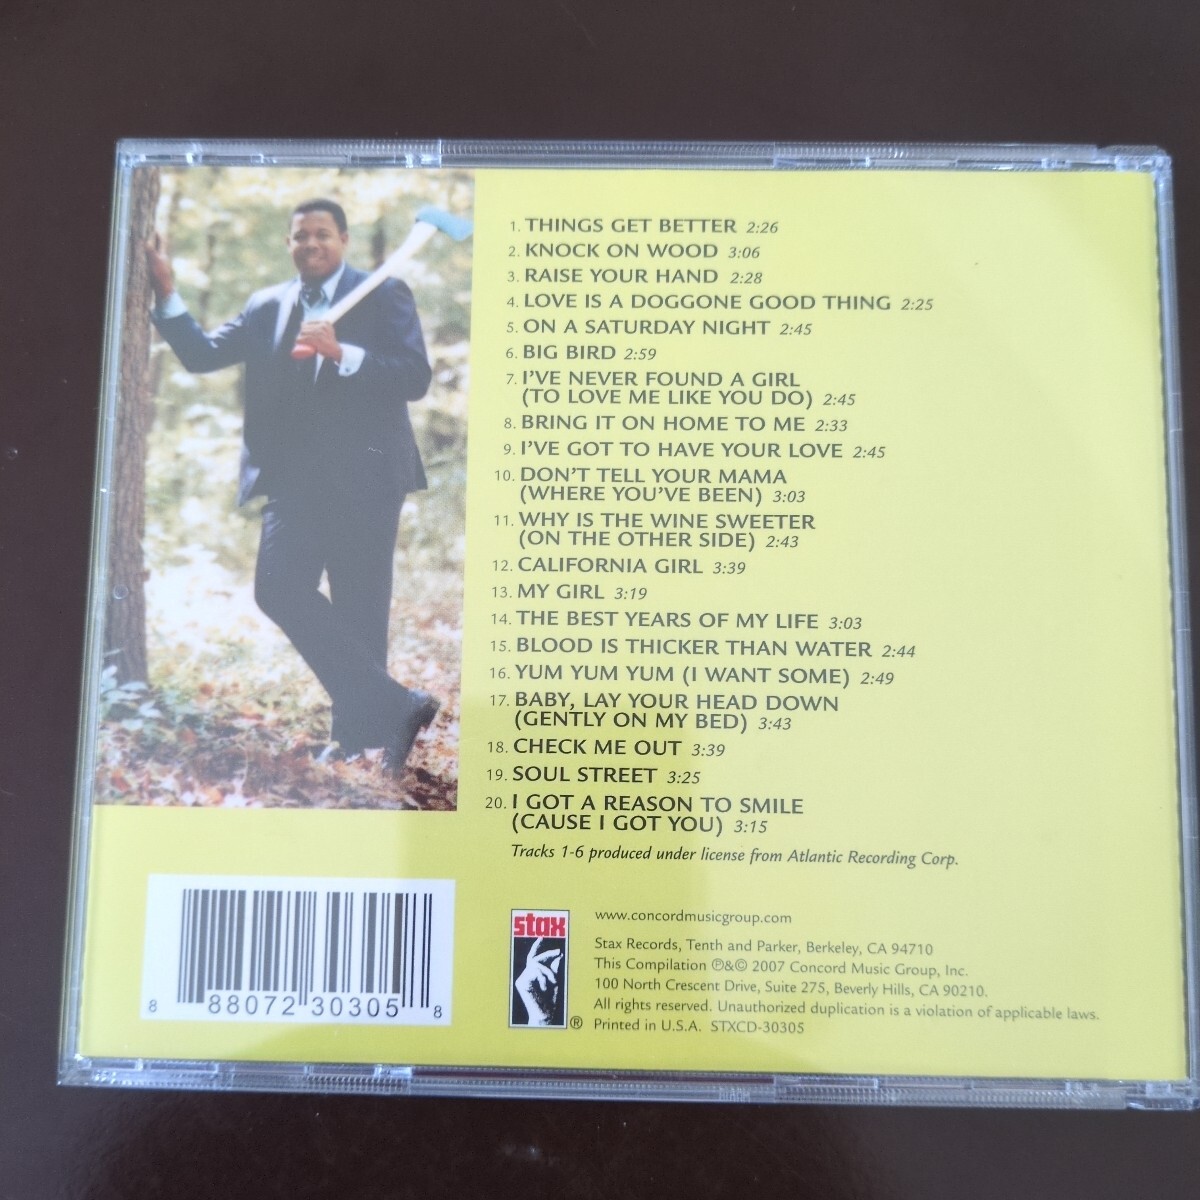 1. THINGS GET BETTER 2:26
2. KNOCK ON WOOD 3:06
3. RAISE YOUR HAND 2:28
4. LOVE IS A DOGGONE GOOD THING 2:25
5. ON A SATURDAY NIGHT 2:45
6. BIG BIRD 2:59
7. I'VE NEVER FOUND A GIRL
(TO LOVE ME LIKE YOU DO) 2:45
8. BRING IT ON HOME TO ME 2:33
9. I'VE GOT TO HAVE YOUR LOVE 2:45
10. DON'T TELL YOUR MAMA
(WHERE YOU'VE BEEN) 3:03
11. WHY IS THE WINE SWEETER
(ON THE OTHER SIDE) 2:43
12. CALIFORNIA GIRL 3:39
13. MY GIRL 3:19
14. THE BEST YEARS OF MY LIFE 3:03
15. BLOOD IS THICKER THAN WATER 2:44
16. YUM YUM YUM (I WANT SOME) 2:49
17. BABY, LAY YOUR HEAD DOWN
(GENTLY ON MY BED) 3:43
18. CHECK ME OUT 3:39
19. SOUL STREET 3:25
20. I GOT A REASON TO SMILE
(CAUSE I GOT YOU) 3:15
Tracks 1-6 produced under license from Atlantic Recording Corp.
8 88072 30305 8
stax
®
www.concordmusicgroup.com
Stax Records, Tenth and Parker, Berkeley, CA 94710
This Compilation ℗&© 2007 Concord Music Group, Inc.
100 North Crescent Drive, Suite 275, Beverly Hills, CA 90210.
All rights reserved. Unauthorized duplication is a violation of applicable laws.
Printed in U.S.A. STXCD-30305